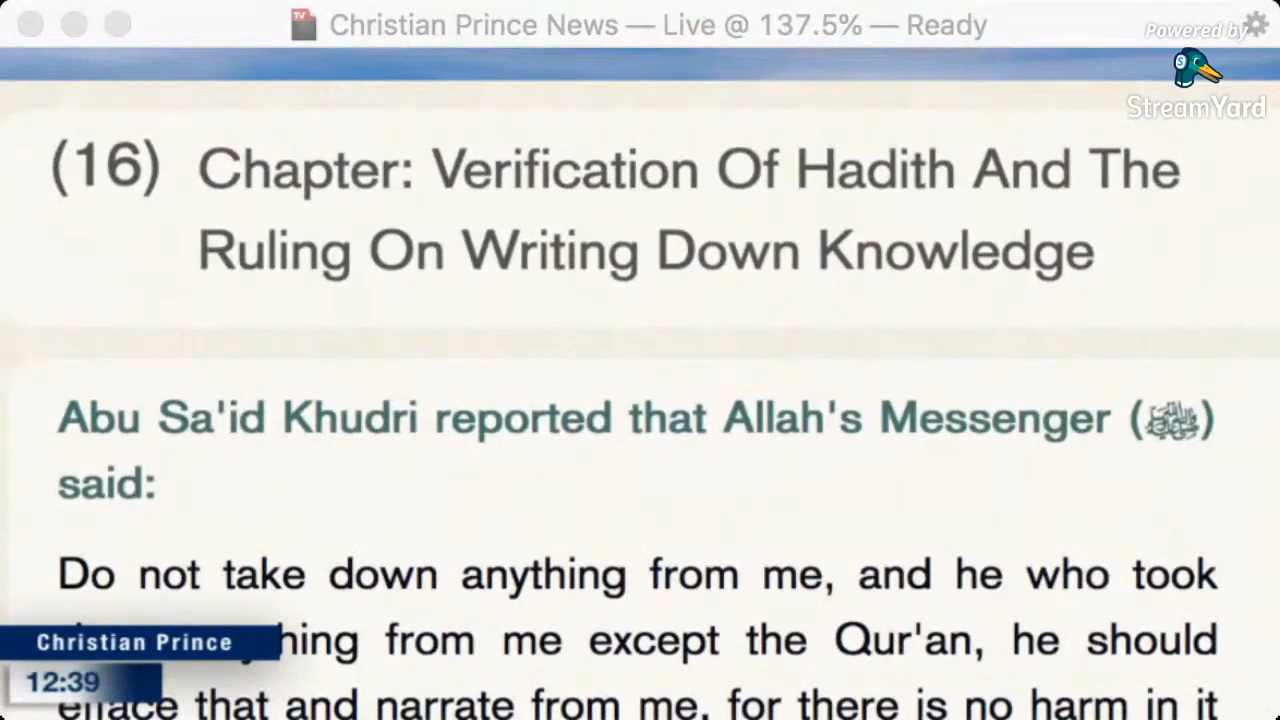 Christian Prince News — Live @ 137.5% — Ready
Powered by
StreamYard
(16) Chapter: Verification Of Hadith And The
Ruling On Writing Down Knowledge
Abu Sa'id Khudri reported that Allah's Messenger (ﷺ)
said:
Do not take down anything from me, and he who took
from me except the Qur'an, he should
Christian Prince
12:39
efface that and narrate from me, for there is no harm in it